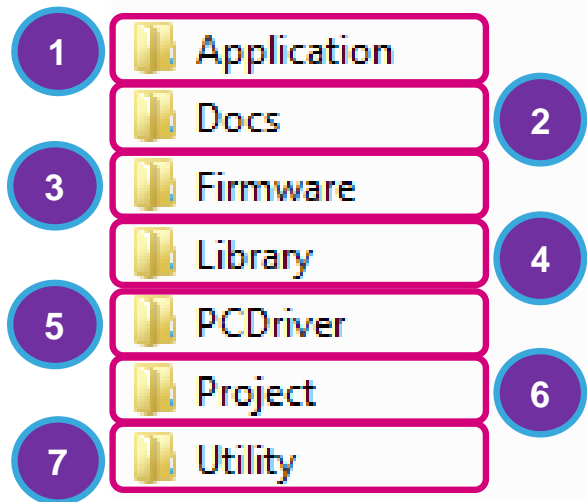 1 Application
Docs 2
3 Firmware
Library 4
5 PCDriver
Project 6
7 Utility